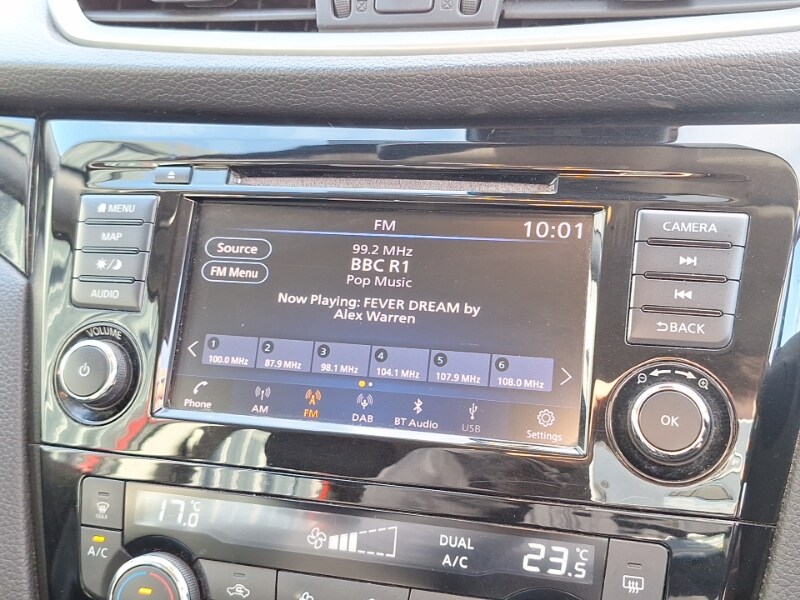 FM
10:01
Source
FM Menu
99.2 MHz
BBC R1
Pop Music
Now Playing: FEVER DREAM by
Alex Warren
1 2 3 4 5 6
100.0 MHz 87.9 MHz 98.1 MHz 104.1 MHz 107.9 MHz 108.0 MHz
Phone AM FM DAB BT Audio USB Settings
MENU
MAP
AUDIO
VOLUME
CAMERA
BACK
OK
17.0°C
A/C
DUAL
A/C
23.5°C
MAX